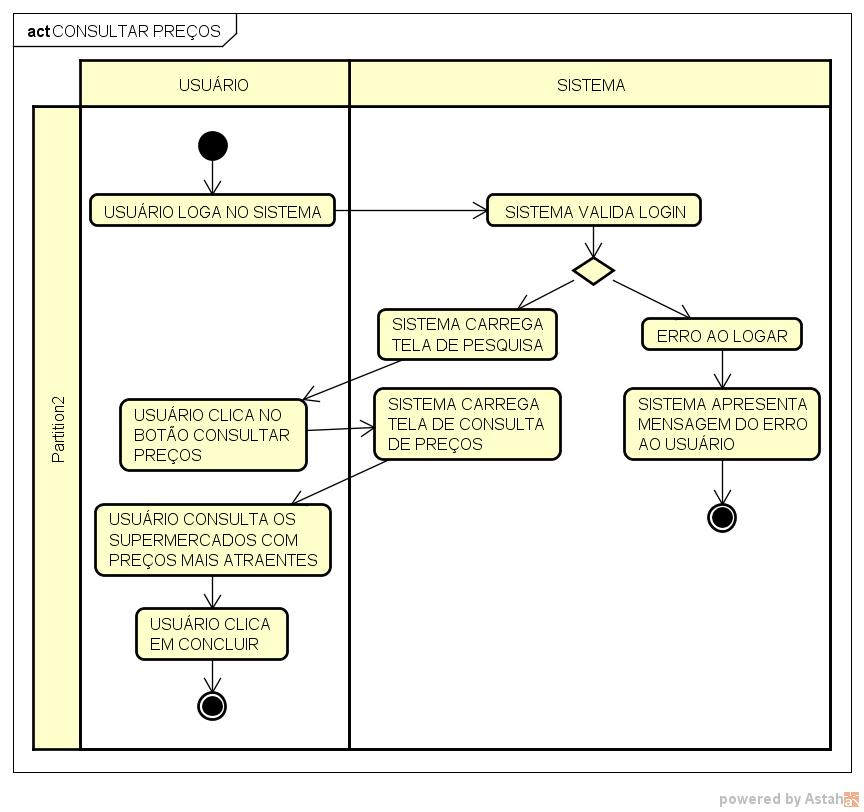 act CONSULTAR PREÇOS
USUÁRIO
SISTEMA
Partition2
USUÁRIO LOGA NO SISTEMA
SISTEMA VALIDA LOGIN
SISTEMA CARREGA
TELA DE PESQUISA
ERRO AO LOGAR
USUÁRIO CLICA NO
BOTÃO CONSULTAR
PREÇOS
SISTEMA CARREGA
TELA DE CONSULTA
DE PREÇOS
SISTEMA APRESENTA
MENSAGEM DO ERRO
AO USUÁRIO
USUÁRIO CONSULTA OS
SUPERMERCADOS COM
PREÇOS MAIS ATRAENTES
USUÁRIO CLICA
EM CONCLUIR
powered by Astah